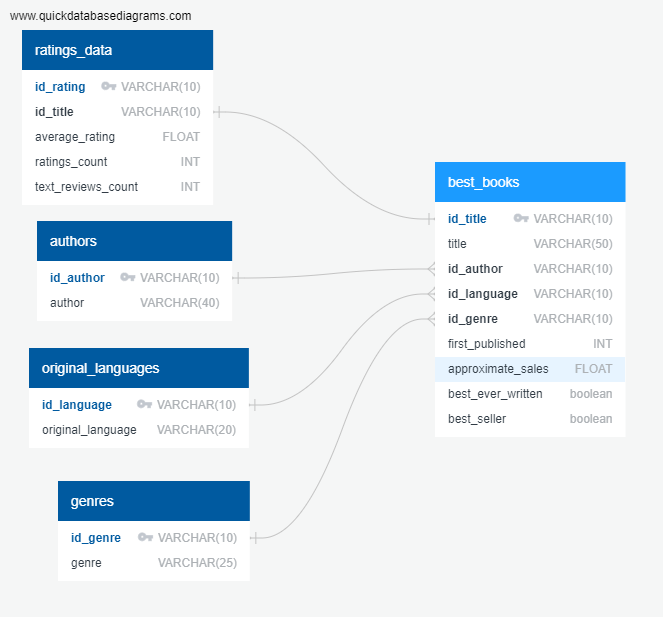 www.quickdatabasediagrams.com
ratings_data
id_rating VARCHAR(10)
id_title VARCHAR(10)
average_rating FLOAT
ratings_count INT
text_reviews_count INT
authors
id_author VARCHAR(10)
author VARCHAR(40)
original_languages
id_language VARCHAR(10)
original_language VARCHAR(20)
genres
id_genre VARCHAR(10)
genre VARCHAR(25)
best_books
id_title VARCHAR(10)
title VARCHAR(50)
id_author VARCHAR(10)
id_language VARCHAR(10)
id_genre VARCHAR(10)
first_published INT
approximate_sales FLOAT
best_ever_written boolean
best_seller boolean